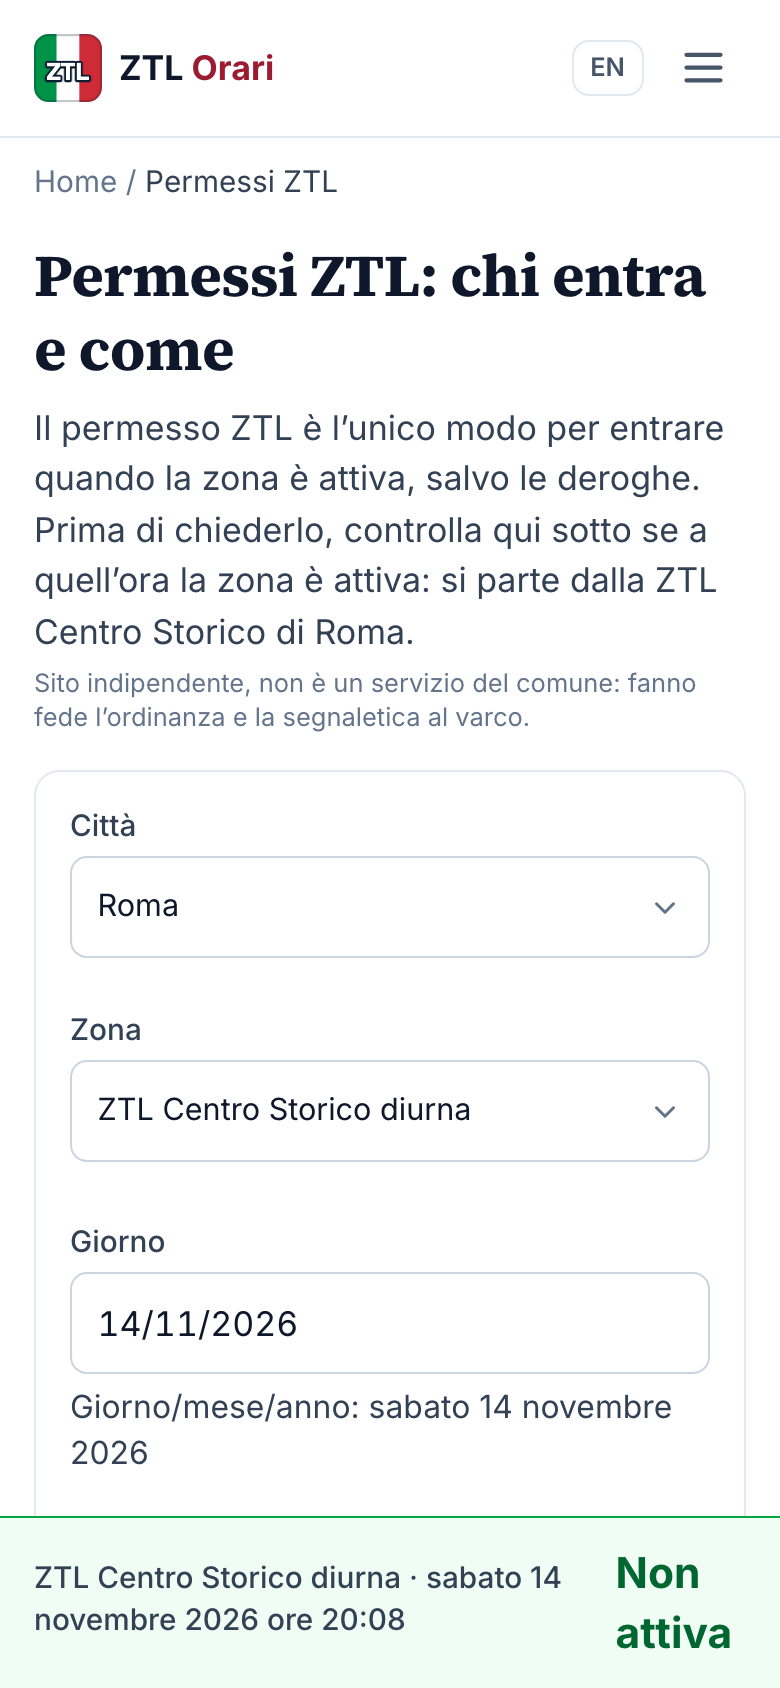 ZTL
ZTL Orari
EN
Home / Permessi ZTL
Permessi ZTL: chi entra
e come
Il permesso ZTL è l’unico modo per entrare
quando la zona è attiva, salvo le deroghe.
Prima di chiederlo, controlla qui sotto se a
quell’ora la zona è attiva: si parte dalla ZTL
Centro Storico di Roma.
Sito indipendente, non è un servizio del comune: fanno
fede l’ordinanza e la segnaletica al varco.
Città
Roma
Zona
ZTL Centro Storico diurna
Giorno
14/11/2026
Giorno/mese/anno: sabato 14 novembre
2026
ZTL Centro Storico diurna · sabato 14
novembre 2026 ore 20:08
Non
attiva